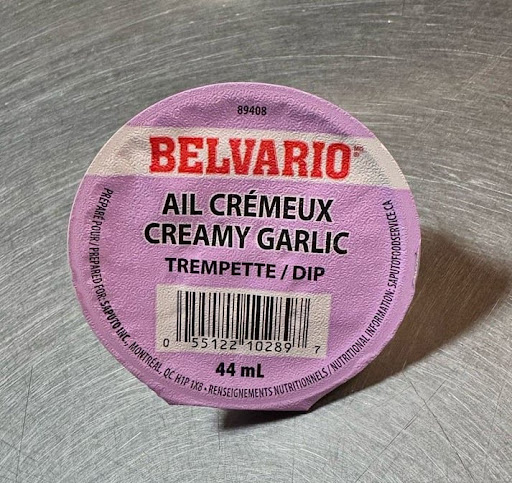 89408
BELVARIO MD ®
AIL CRÉMEUX
CREAMY GARLIC
TREMPETTE / DIP
0 55122 10289 7
44 mL
PRÉPARÉ POUR / PREPARED FOR: SAPUTO INC., MONTRÉAL, QC H1P 1X8 • RENSEIGNEMENTS NUTRITIONNELS / NUTRITIONAL INFORMATION: SAPUTOFOODSERVICE.CA